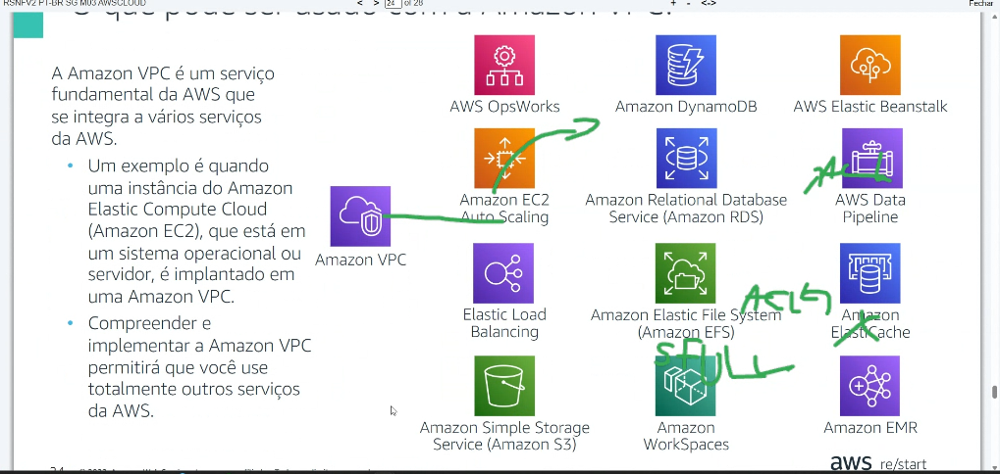 RSNFV2 PT-BR SG M03 AWSCLOUD
< > 24 of 28
+ - <->
Fechar
O que pode ser usado com a Amazon VPC?
A Amazon VPC é um serviço
fundamental da AWS que
se integra a vários serviços
da AWS.
• Um exemplo é quando
uma instância do Amazon
Elastic Compute Cloud
(Amazon EC2), que está em
um sistema operacional ou
servidor, é implantado em
uma Amazon VPC.
• Compreender e
implementar a Amazon VPC
permitirá que você use
totalmente outros serviços
da AWS.
Amazon VPC
AWS OpsWorks
Amazon DynamoDB
AWS Elastic Beanstalk
Amazon EC2
Auto Scaling
Amazon Relational Database
Service (Amazon RDS)
ACL
AWS Data
Pipeline
Elastic Load
Balancing
Amazon Elastic File System
(Amazon EFS)
Amazon
ElastiCache
Amazon Simple Storage
Service (Amazon S3)
Amazon
WorkSpaces
Amazon EMR
24
aws re/start